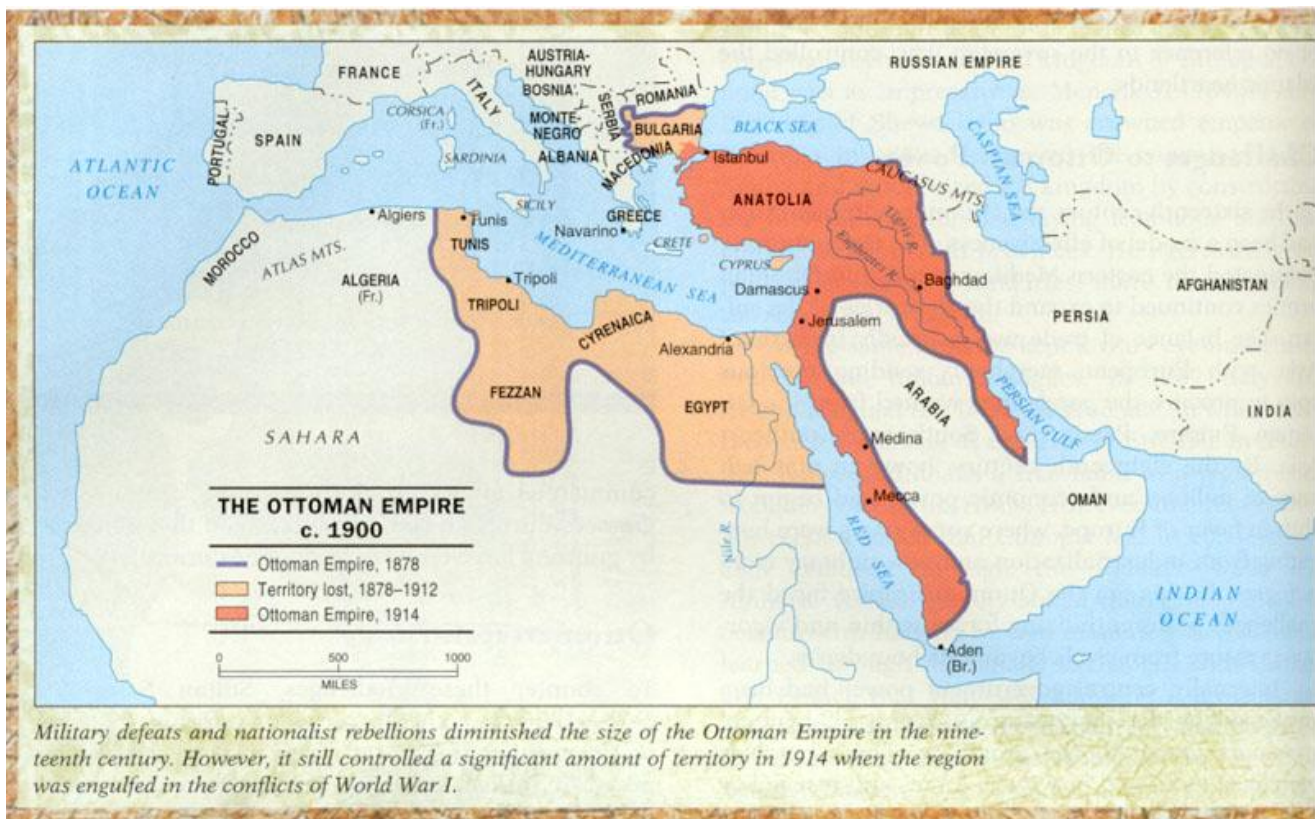 FRANCE
AUSTRIA-
HUNGARY
BOSNIA
RUSSIAN EMPIRE
ROMANIA
ITALY
SERBIA
CORSICA
(Fr.)
MONTE-
NEGRO
BULGARIA
BLACK SEA
CASPIAN SEA
PORTUGAL
SPAIN
ATLANTIC
OCEAN
SARDINIA
ALBANIA
MACEDONIA
Istanbul
CAUCASUS MTS.
ANATOLIA
SICILY
GREECE
Navarino
CRETE
CYPRUS
Tigris R.
Euphrates R.
MOROCCO
ATLAS MTS.
Algiers
Tunis
TUNIS
MEDITERRANEAN SEA
ALGERIA
(Fr.)
Tripoli
TRIPOLI
CYRENAICA
Damascus
Baghdad
Jerusalem
AFGHANISTAN
PERSIA
Alexandria
FEZZAN
EGYPT
ARABIA
PERSIAN GULF
INDIA
SAHARA
Medina
Mecca
OMAN
Nile R.
RED
SEA
INDIAN
OCEAN
Aden
(Br.)
THE OTTOMAN EMPIRE
c. 1900
Ottoman Empire, 1878
Territory lost, 1878–1912
Ottoman Empire, 1914
0 500 1000
MILES
Military defeats and nationalist rebellions diminished the size of the Ottoman Empire in the nine-
teenth century. However, it still controlled a significant amount of territory in 1914 when the region
was engulfed in the conflicts of World War I.